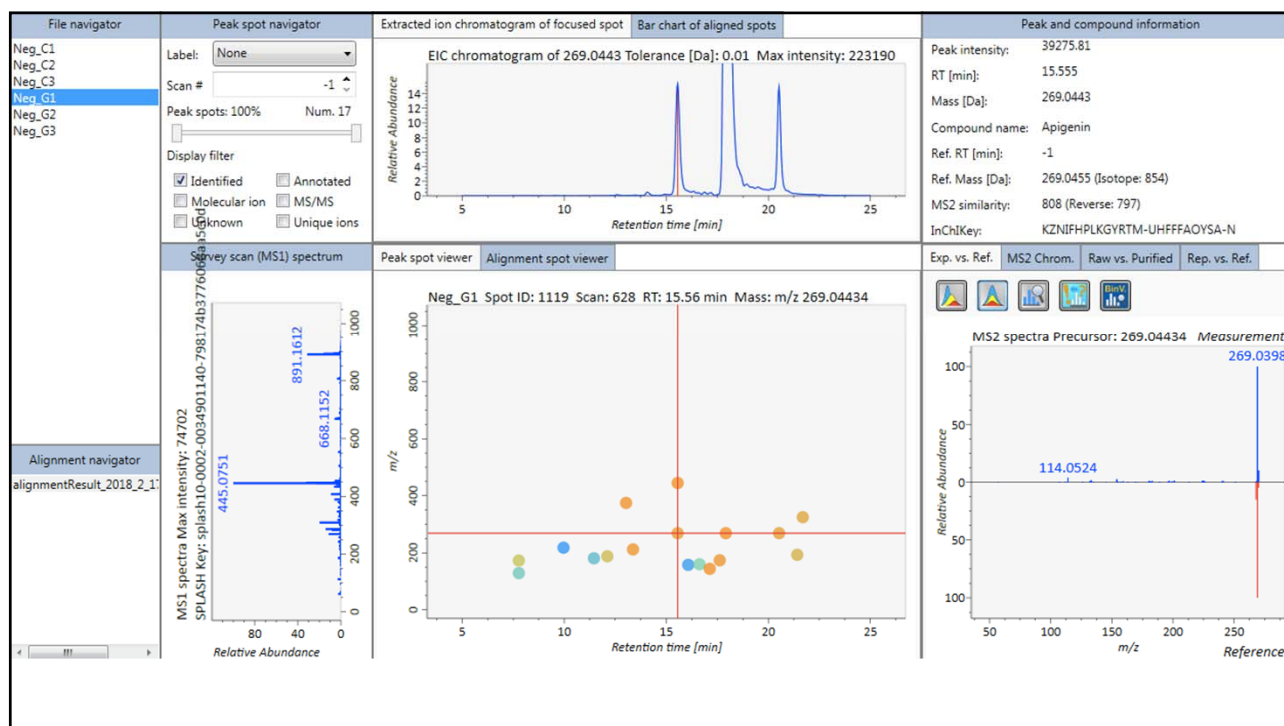 File navigator
Neg_C1
Neg_C2
Neg_C3
Neg_G1
Neg_G2
Neg_G3
Alignment navigator
alignmentResult_2018_2_17
Peak spot navigator
Label: None
Scan # -1
Peak spots: 100% Num. 17
Display filter
Identified Annotated
Molecular ion MS/MS
Unknown Unique ions
Survey scan (MS1) spectrum
MS1 spectra Max intensity: 74702
891.1612
668.1152
445.0751
1000
800
600
400
200
0
80 40 0
Relative Abundance
Extracted ion chromatogram of focused spot Bar chart of aligned spots
EIC chromatogram of 269.0443 Tolerance [Da]: 0.01 Max intensity: 223190
Relative Abundance
14
12
10
8
6
4
2
0
5 10 15 20 25
Retention time [min]
Peak spot viewer Alignment spot viewer
Neg_G1 Spot ID: 1119 Scan: 628 RT: 15.56 min Mass: m/z 269.04434
m/z
1000
800
600
400
200
0
5 10 15 20 25
Retention time [min]
Peak and compound information
Peak intensity: 39275.81
RT [min]: 15.555
Mass [Da]: 269.0443
Compound name: Apigenin
Ref. RT [min]: -1
Ref. Mass [Da]: 269.0455 (Isotope: 854)
MS2 similarity: 808 (Reverse: 797)
InChIKey: KZNIFHPLKGYRTM-UHFFFAOYSA-N
Exp. vs. Ref. MS2 Chrom. Raw vs. Purified Rep. vs. Ref.
BinV.
MS2 spectra Precursor: 269.04434 Measurement
269.0398
114.0524
Relative Abundance
100
50
0
50
100
50 100 150 200 250
m/z
Reference